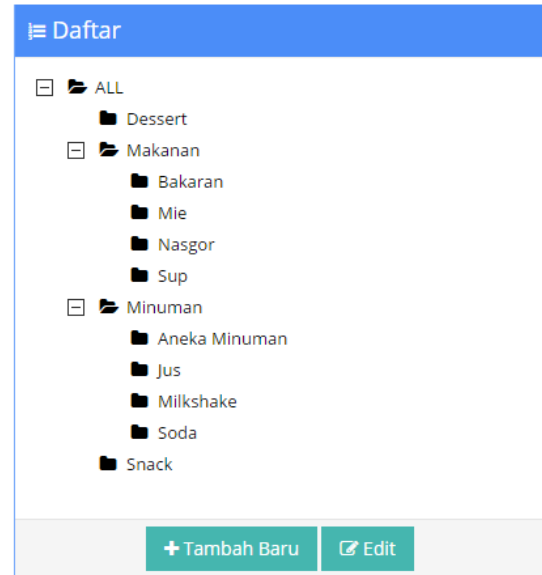 Daftar
ALL
Dessert
Makanan
Bakaran
Mie
Nasgor
Sup
Minuman
Aneka Minuman
Jus
Milkshake
Soda
Snack
Tambah Baru Edit